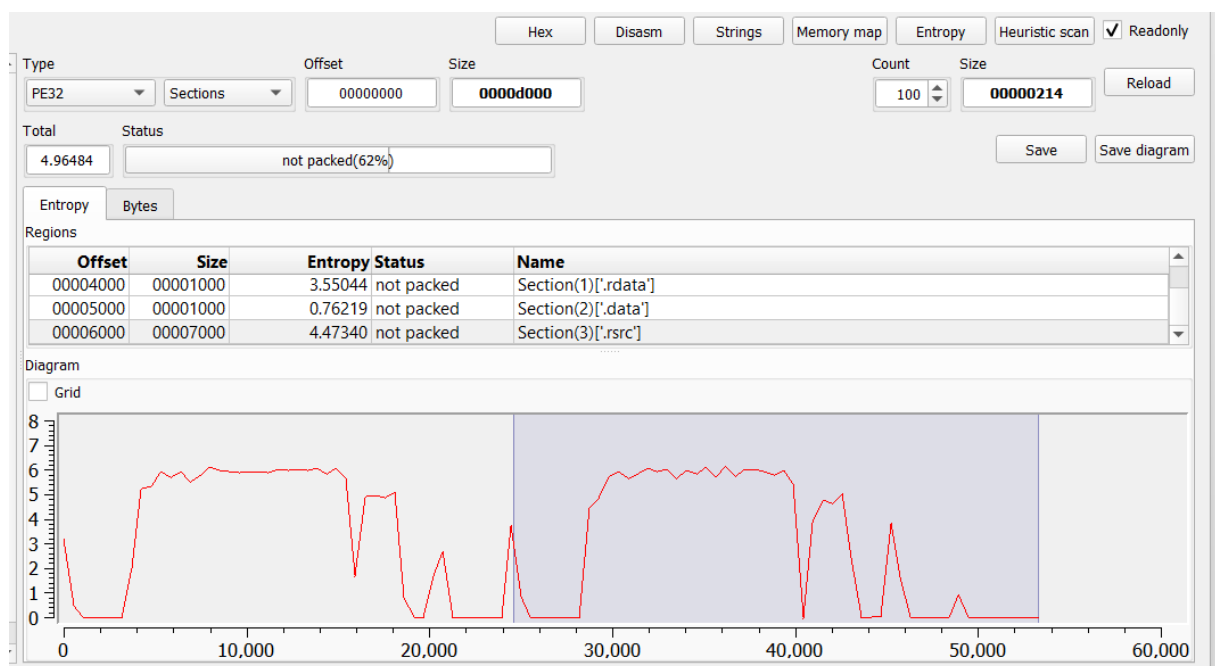 Hex Disasm Strings Memory map Entropy Heuristic scan Readonly
Type Offset Size Count Size
PE32 Sections 00000000 0000d000 100 00000214 Reload
Total Status
4.96484 not packed(62%) Save Save diagram
Entropy Bytes
Regions
Offset Size Entropy Status Name
00004000 00001000 3.55044 not packed Section(1)['.rdata']
00005000 00001000 0.76219 not packed Section(2)['.data']
00006000 00007000 4.47340 not packed Section(3)['.rsrc']
Diagram
Grid
8
7
6
5
4
3
2
1
0
0 10,000 20,000 30,000 40,000 50,000 60,000